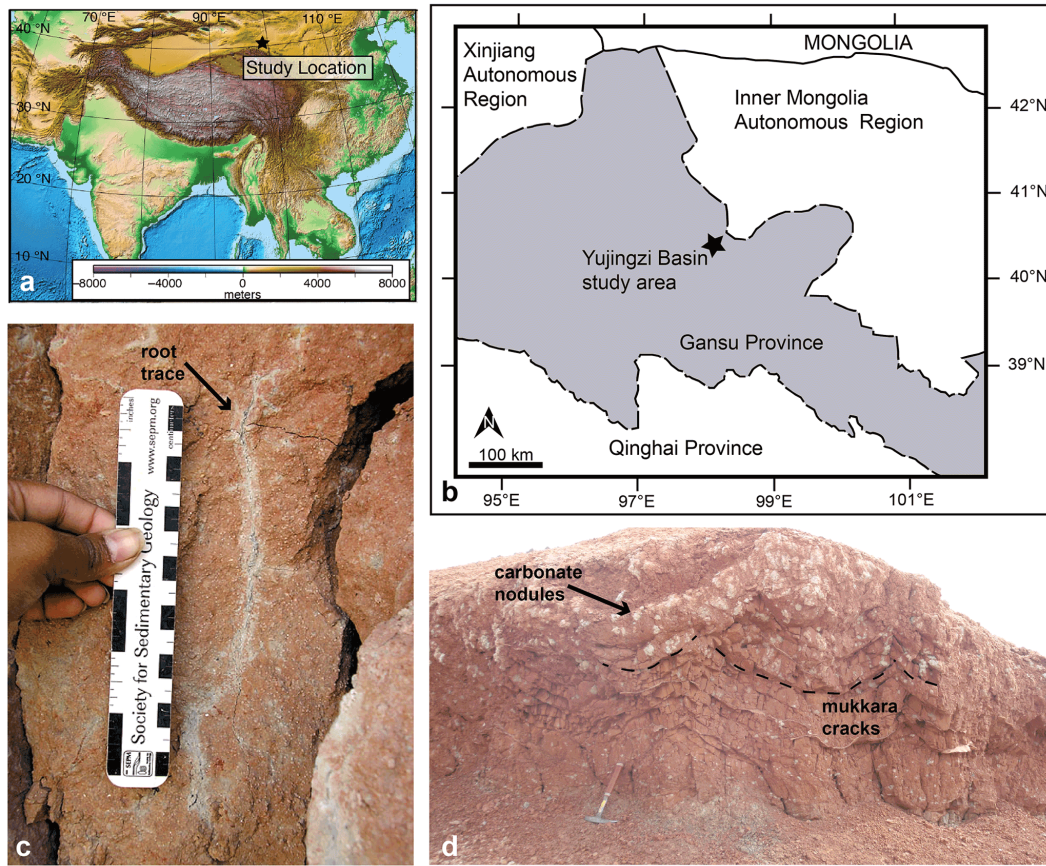 70 °E
90 °E
110 °E
40 °N
Study Location
30 °N
20 °N
10 °N
a
−8000
−4000
0
4000
8000
meters
Xinjiang
Autonomous
Region
MONGOLIA
Inner Mongolia
Autonomous Region
42°N
41°N
Yujingzi Basin
study area
40°N
Gansu Province
39°N
N
100 km
Qinghai Province
b
95°E
97°E
99°E
101°E
root
trace
inches
www.sepm.org
Society for Sedimentary Geology
SEPM
c
carbonate
nodules
mukkara
cracks
d